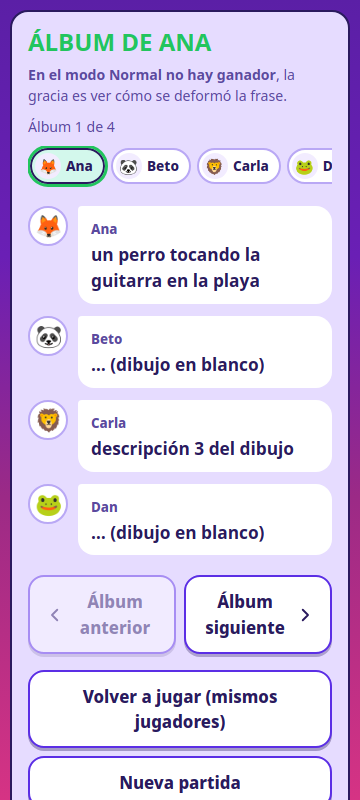 ÁLBUM DE ANA
En el modo Normal no hay ganador, la
gracia es ver cómo se deformó la frase.
Álbum 1 de 4
Ana Beto Carla D
Ana
un perro tocando la
guitarra en la playa
Beto
... (dibujo en blanco)
Carla
descripción 3 del dibujo
Dan
... (dibujo en blanco)
Álbum
anterior
Álbum
siguiente
Volver a jugar (mismos
jugadores)
Nueva partida